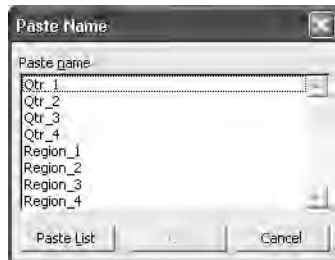 Paste Name
Paste name
Qtr_1
Qtr_2
Qtr_3
Qtr_4
Region_1
Region_2
Region_3
Region_4
Paste List
Cancel